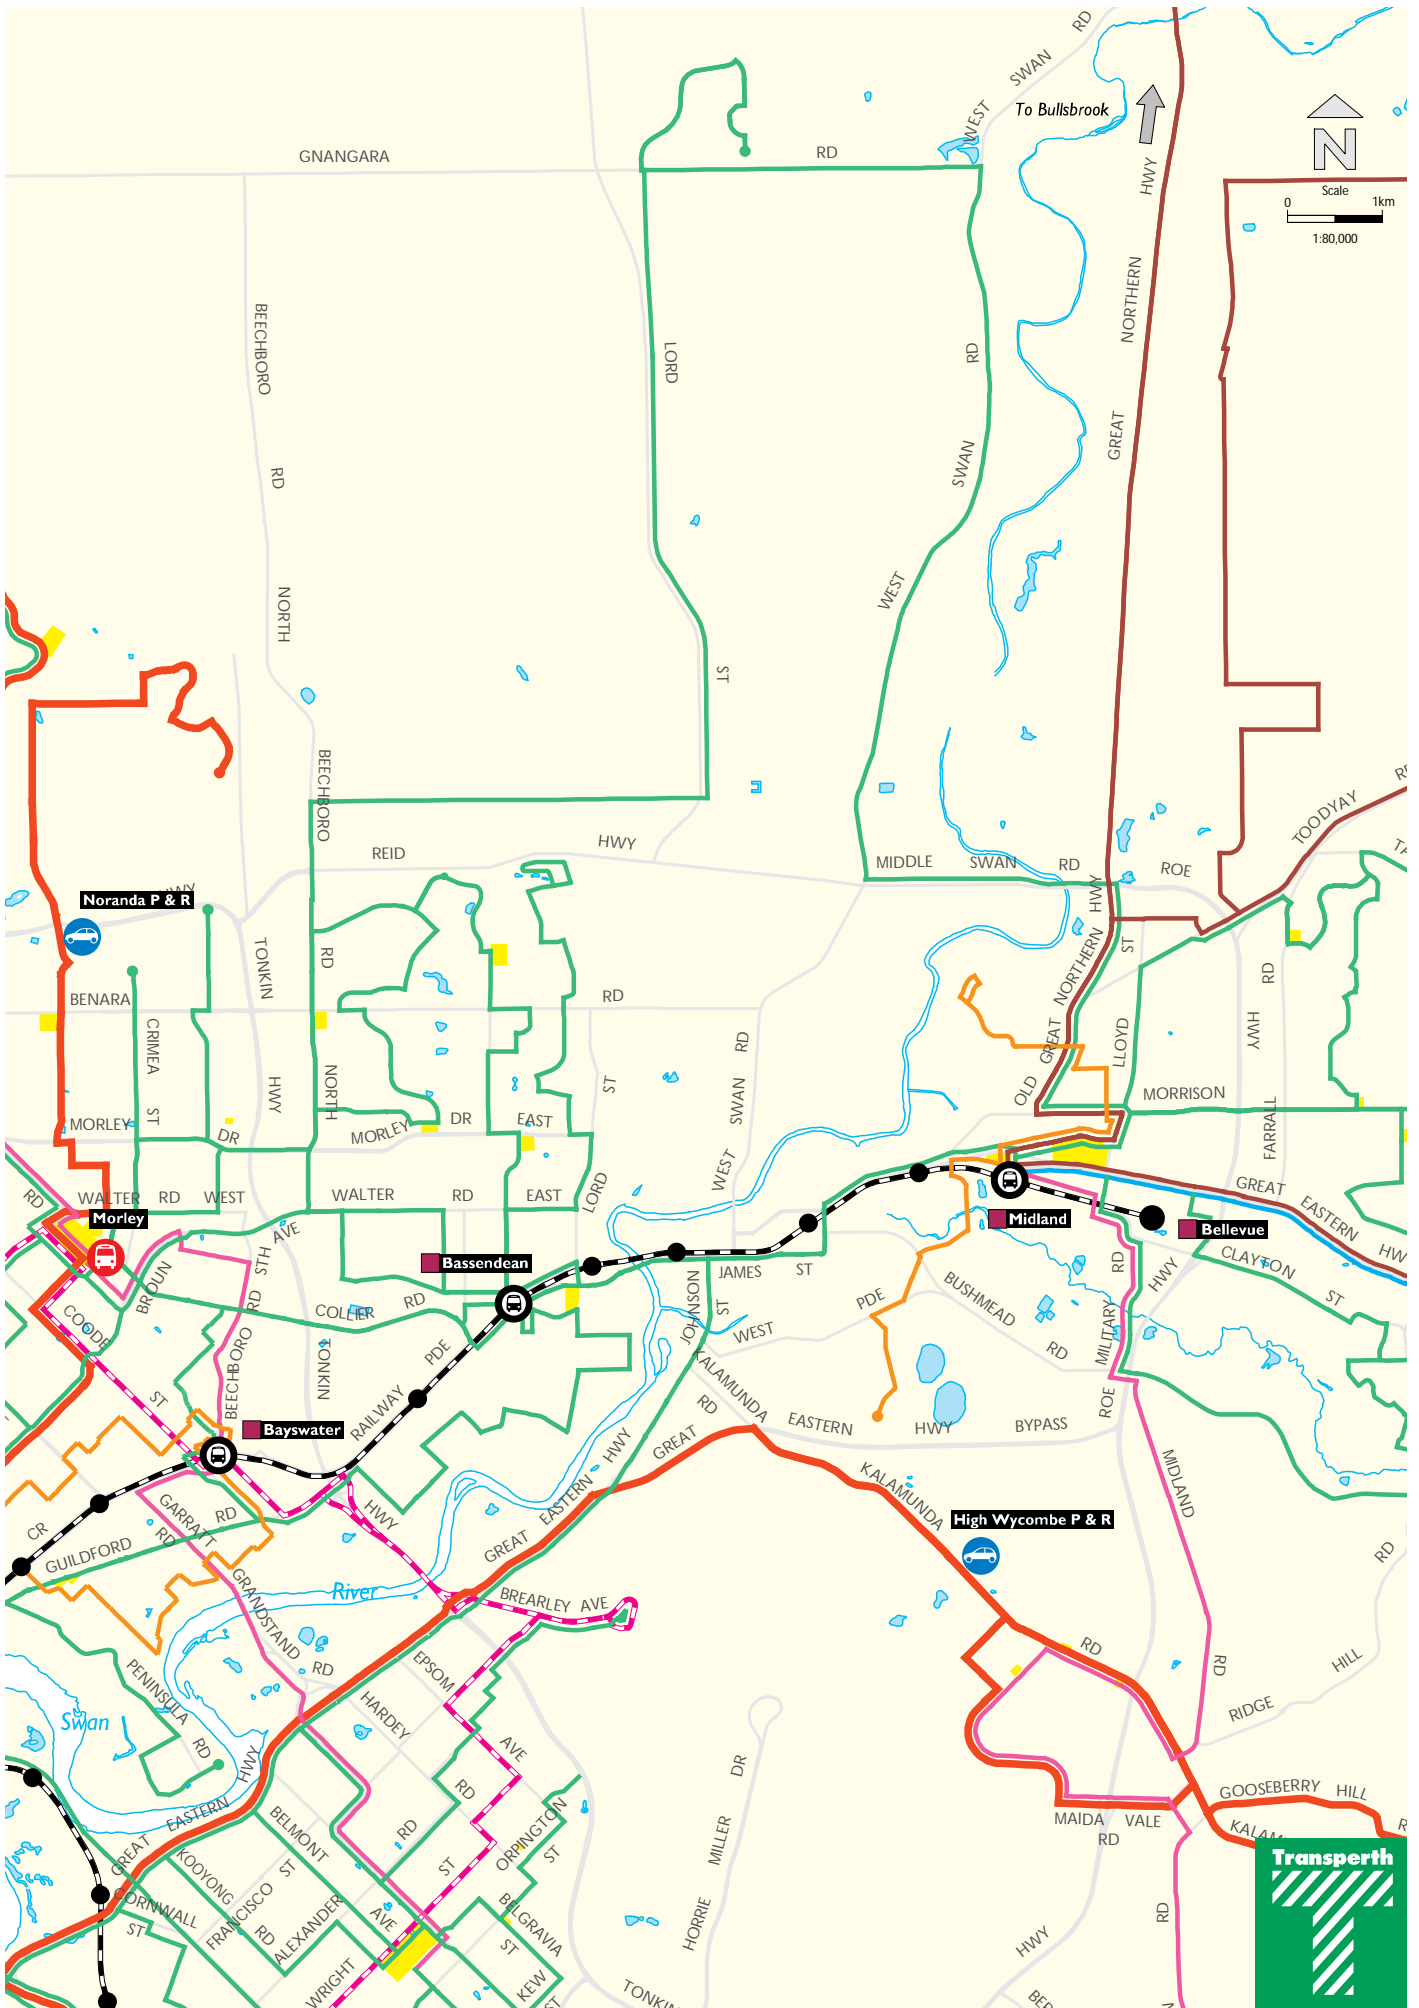 RD
SWAN
WEST
To Bullsbrook
N
Scale
0 1km
1:80,000
GNANGARA
RD
HWY
NORTHERN
GREAT
BEECHBORO
RD
NORTH
BEECHBORO
LORD
ST
RD
SWAN
WEST
REID
HWY
MIDDLE SWAN RD
ROE
HWY
TOODYAY
HWY
Noranda P & R
TONKIN
HWY
RD
NORTH
BENARA
RD
CRIMEA
ST
MORLEY
DR
MORLEY
DR
EAST
ST
LORD
RD
SWAN
WEST
NORTHERN
GREAT
OLD
ST
LLOYD
RD
FARRALL
HWY
MORRISON
RD
WALTER RD WEST
WALTER RD EAST
Morley
Bassendean
Midland
Bellevue
GREAT
EASTERN
CLAYTON
ST
HWY
BROUN
AVE
STH
RD
BEECHBORO
COODE
ST
COLLIER
RD
TONKIN
HWY
RAILWAY
PDE
JAMES ST
JOHNSON
ST
WEST
PDE
BUSHMEAD
RD
RD
MILITARY
ROE
KALAMUNDA
RD
GREAT
EASTERN
HWY
BYPASS
Bayswater
CR
GUILDFORD
RD
GARRATT
RD
GREAT
EASTERN
HWY
KALAMUNDA
High Wycombe P & R
MIDLAND
RD
RD
HILL
RIDGE
River
BREARLEY AVE
GRANDSTAND
RD
EPSOM
AVE
HARDEY
RD
PENINSULA
RD
Swan
HWY
EASTERN
GREAT
BELMONT
AVE
KOOYONG
RD
FRANCISCO
ST
ALEXANDER
RD
CORNWALL
ST
WRIGHT
ST
ORPINGTON
ST
BELGRAVIA
ST
KEW
ST
DR
MILLER
HORRIE
RD
MAIDA VALE
RD
GOOSEBERRY HILL
RD
HWY
Transperth